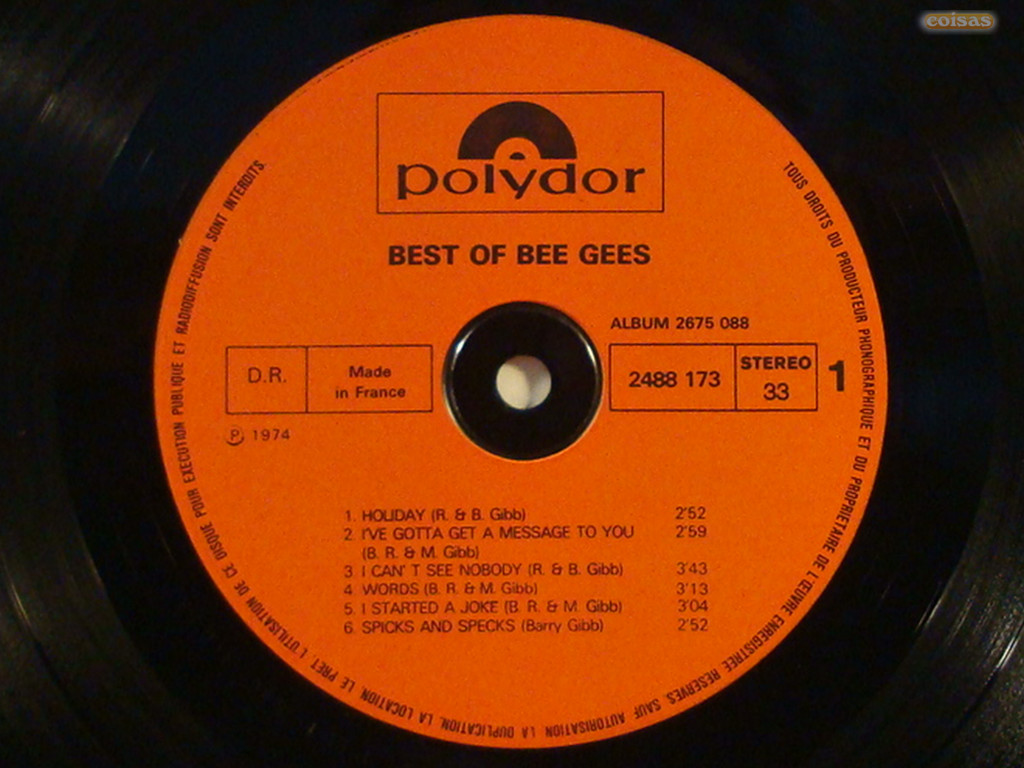 coisas
polydor
BEST OF BEE GEES
ALBUM 2675 088
D.R.
Made
in France
2488 173
STEREO
33
1
Ⓟ 1974
1. HOLIDAY (R. & B. Gibb) 2'52
2. I'VE GOTTA GET A MESSAGE TO YOU 2'59
(B. R. & M. Gibb)
3. I CAN'T SEE NOBODY (R. & B. Gibb) 3'43
4. WORDS (B. R. & M. Gibb) 3'13
5. I STARTED A JOKE (B. R. & M. Gibb) 3'04
6. SPICKS AND SPECKS (Barry Gibb) 2'52
TOUS DROITS DU PRODUCTEUR PHONOGRAPHIQUE ET DU PROPRIETAIRE DE L'ŒUVRE ENREGISTREE RESERVES. SAUF AUTORISATION, LA DUPLICATION, LA LOCATION, LE PRET, L'UTILISATION DE CE DISQUE POUR EXECUTION PUBLIQUE ET RADIODIFFUSION SONT INTERDITS.